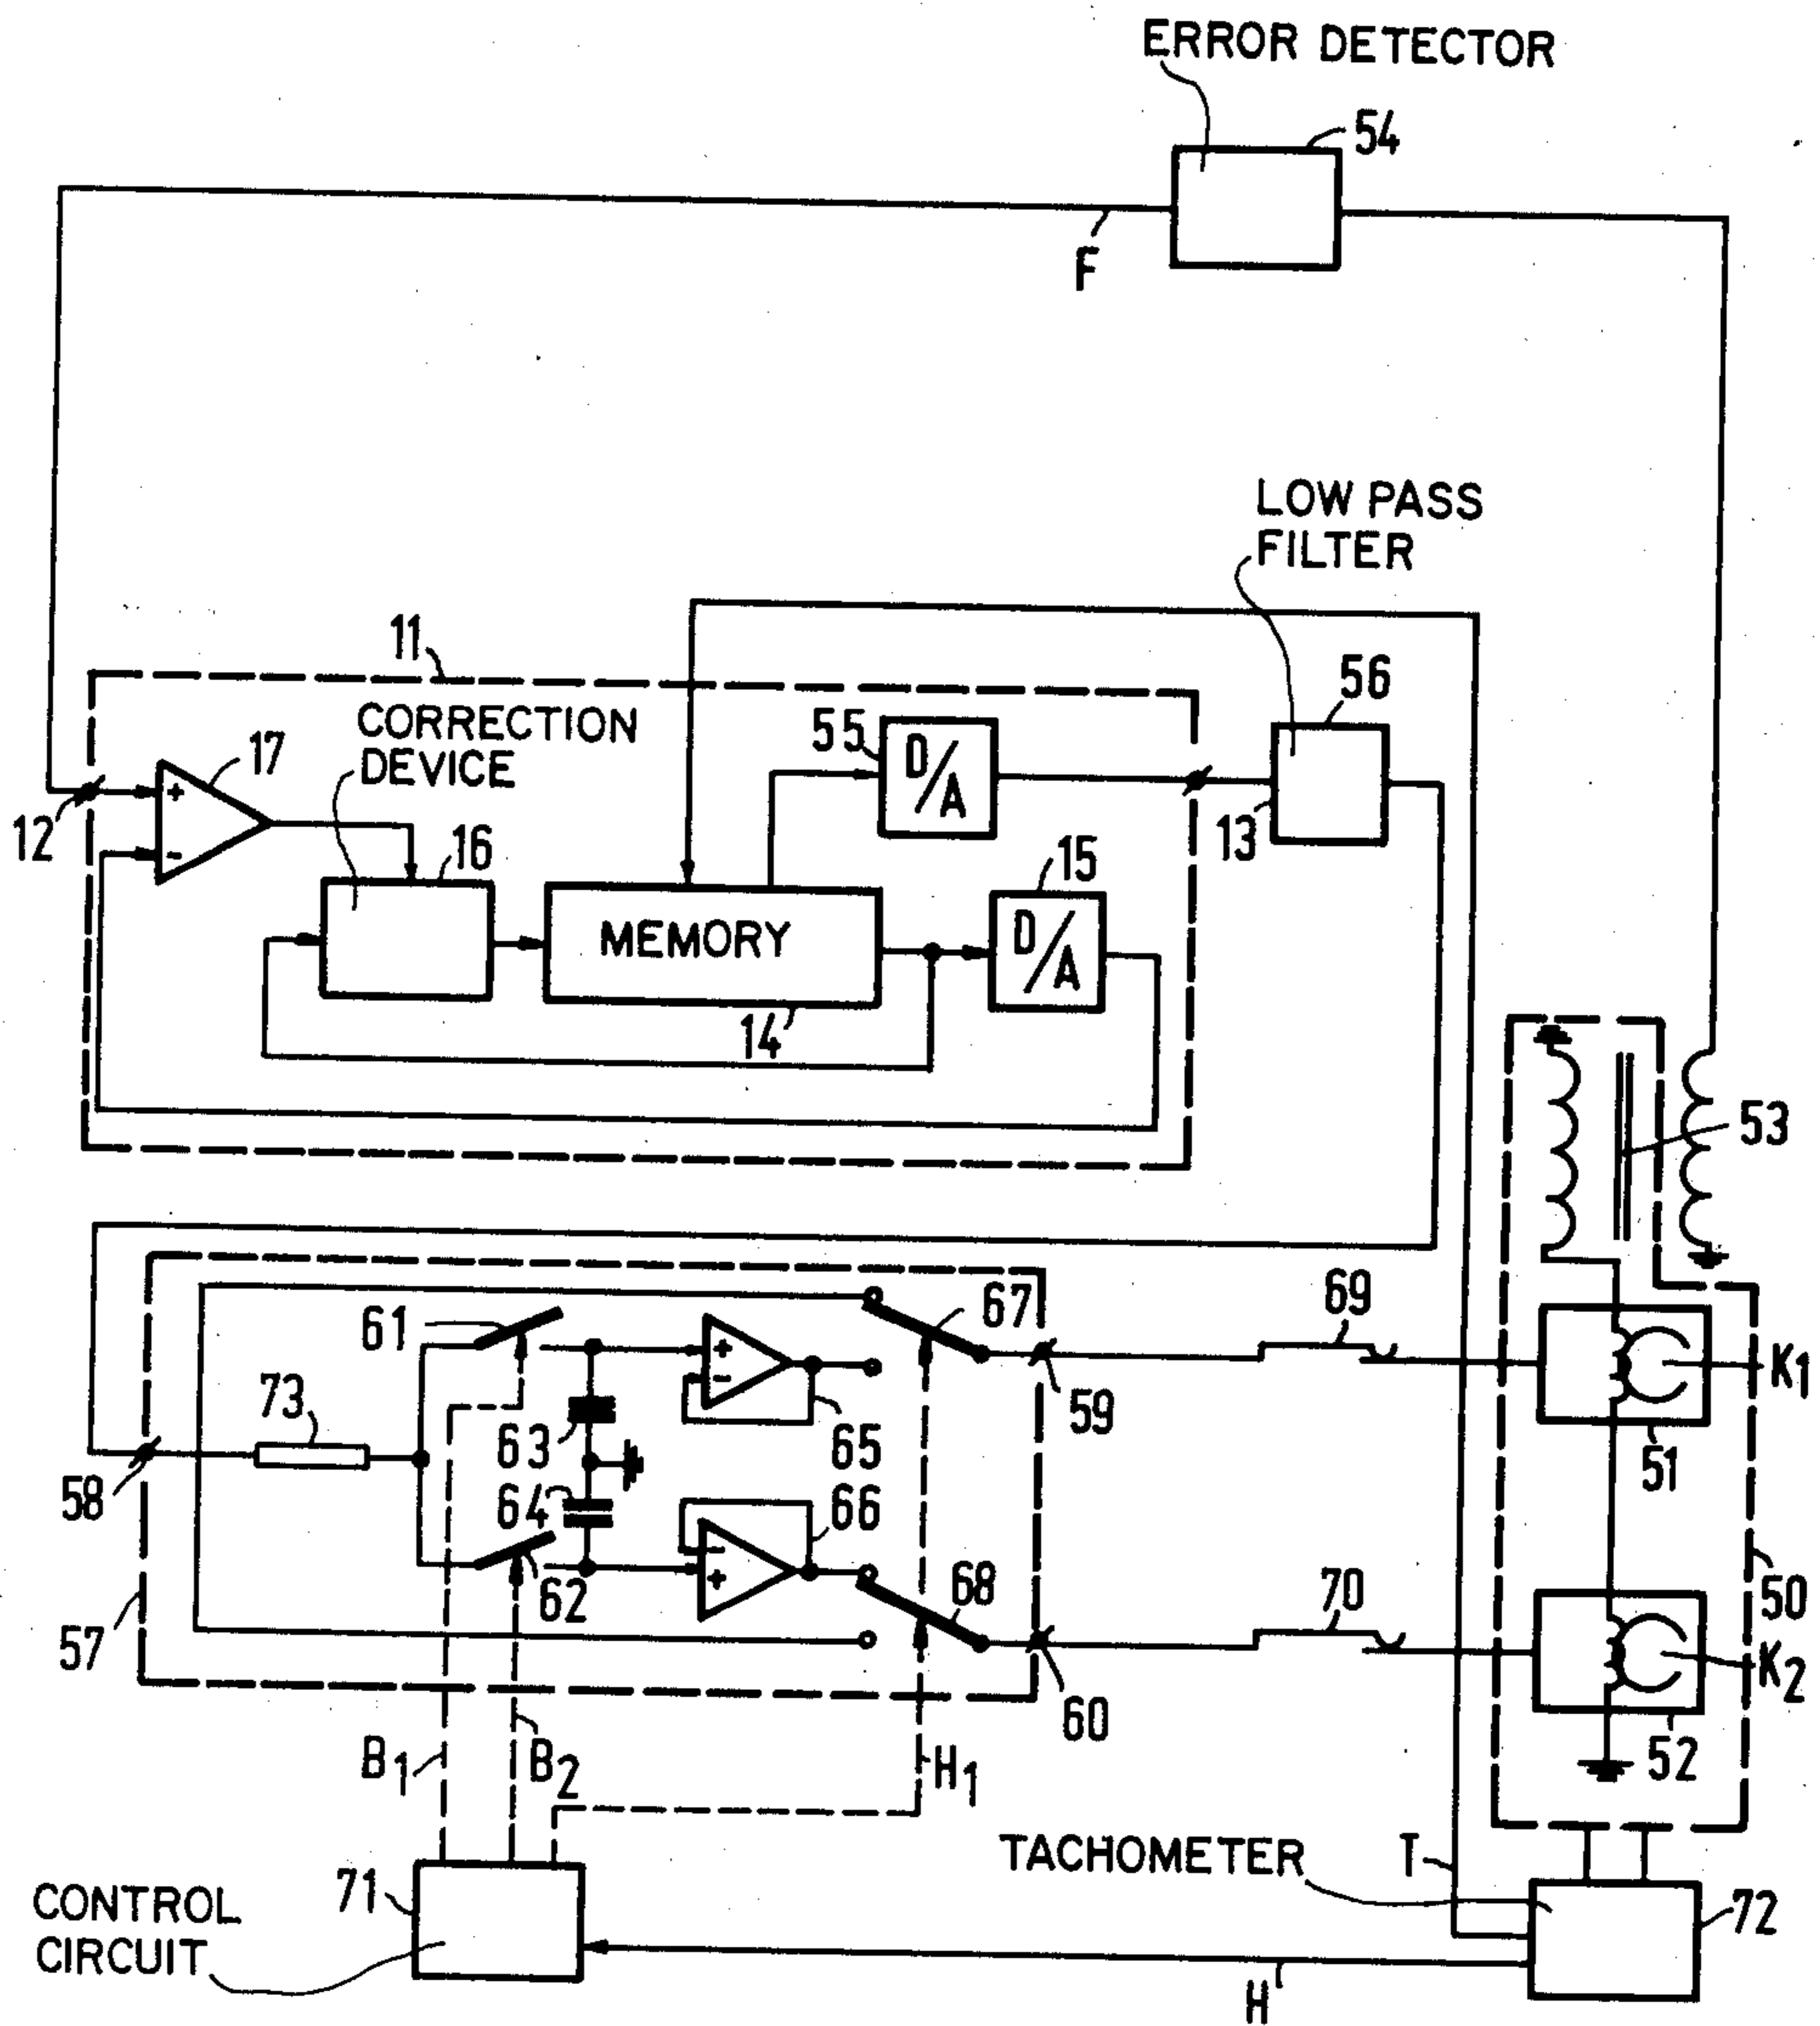 ERROR DETECTOR
54
F
LOW PASS
FILTER
11
56
CORRECTION
DEVICE
55
D/A
17
+
12
-
13
16
15
MEMORY
D/A
14
53
61
67
69
+
-
K1
73
59
63
65
51
58
64
66
-
+
62
68
70
50
57
K2
60
B1
B2
H1
52
TACHOMETER
T
71
CONTROL
CIRCUIT
72
H